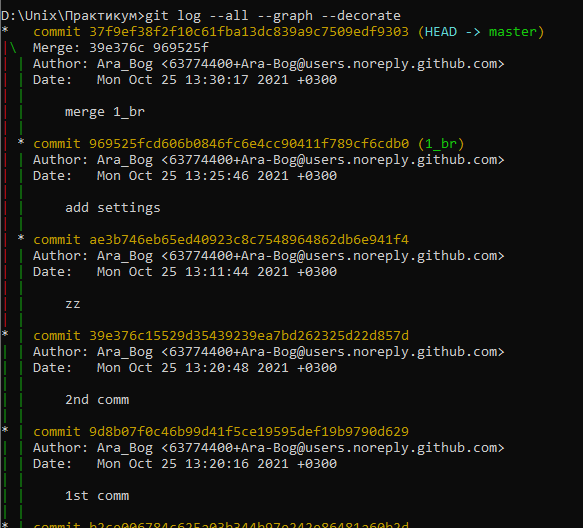 D:\Unix\Практикум>git log --all --graph --decorate
*   commit 37f9ef38f2f10c61fba13dc839a9c7509edf9303 (HEAD -> master)
|\  Merge: 39e376c 969525f
| | Author: Ara_Bog <63774400+Ara-Bog@users.noreply.github.com>
| | Date:   Mon Oct 25 13:30:17 2021 +0300
| |
| |     merge 1_br
| |
| * commit 969525fcd606b0846fc6e4cc90411f789cf6cdb0 (1_br)
| | Author: Ara_Bog <63774400+Ara-Bog@users.noreply.github.com>
| | Date:   Mon Oct 25 13:25:46 2021 +0300
| |
| |     add settings
| |
| * commit ae3b746eb65ed40923c8c7548964862db6e941f4
| | Author: Ara_Bog <63774400+Ara-Bog@users.noreply.github.com>
| | Date:   Mon Oct 25 13:11:44 2021 +0300
| |
| |     zz
| |
* | commit 39e376c15529d35439239ea7bd262325d22d857d
| | Author: Ara_Bog <63774400+Ara-Bog@users.noreply.github.com>
| | Date:   Mon Oct 25 13:20:48 2021 +0300
| |
| |     2nd comm
| |
* | commit 9d8b07f0c46b99d41f5ce19595def19b9790d629
| | Author: Ara_Bog <63774400+Ara-Bog@users.noreply.github.com>
| | Date:   Mon Oct 25 13:20:16 2021 +0300
| |
| |     1st comm
| |
* | commit